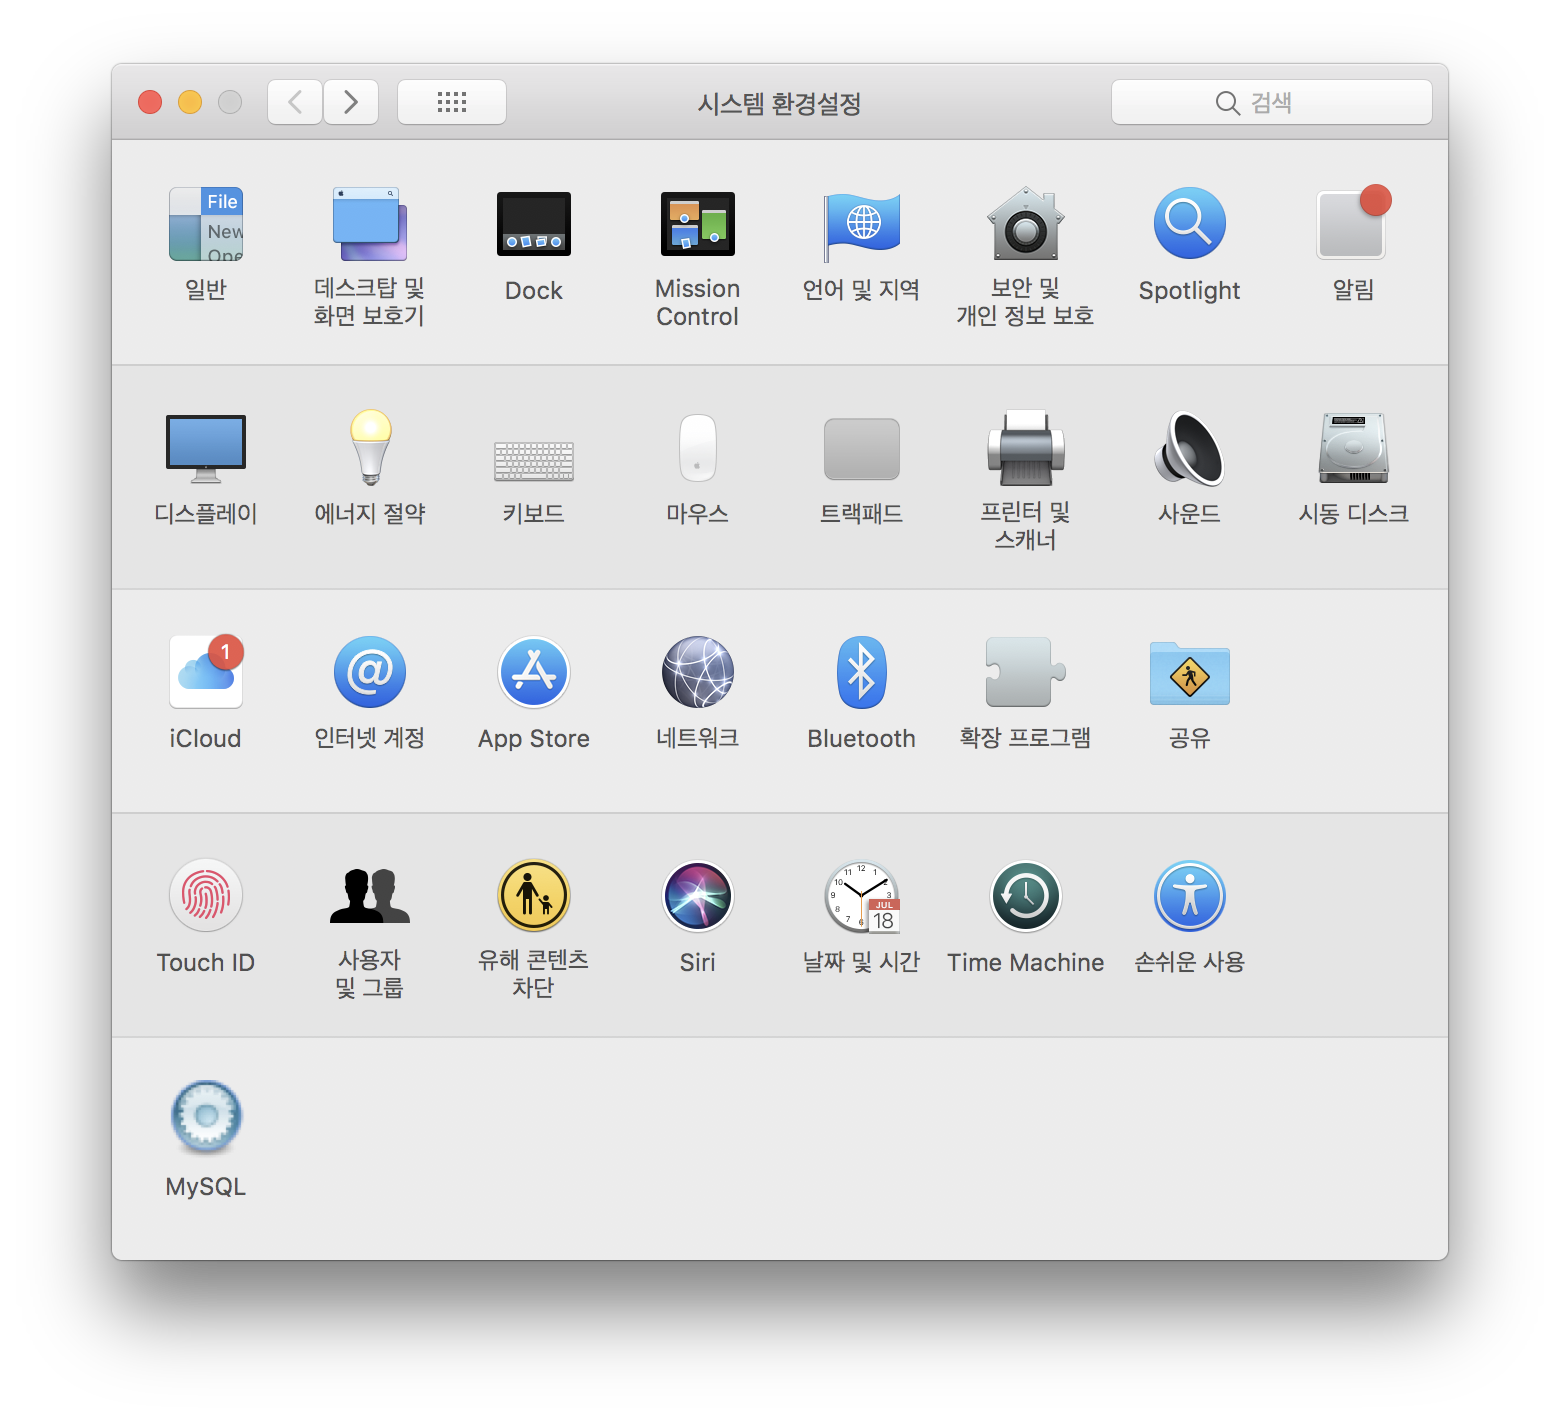 시스템 환경설정
검색
File
New
Ope
일반
데스크탑 및
화면 보호기
Dock
Mission
Control
언어 및 지역
보안 및
개인 정보 보호
Spotlight
알림
디스플레이
에너지 절약
키보드
마우스
트랙패드
프린터 및
스캐너
사운드
시동 디스크
1
iCloud
@
인터넷 계정
App Store
네트워크
Bluetooth
확장 프로그램
공유
Touch ID
사용자
및 그룹
유해 콘텐츠
차단
Siri
JUL
18
날짜 및 시간
Time Machine
손쉬운 사용
MySQL